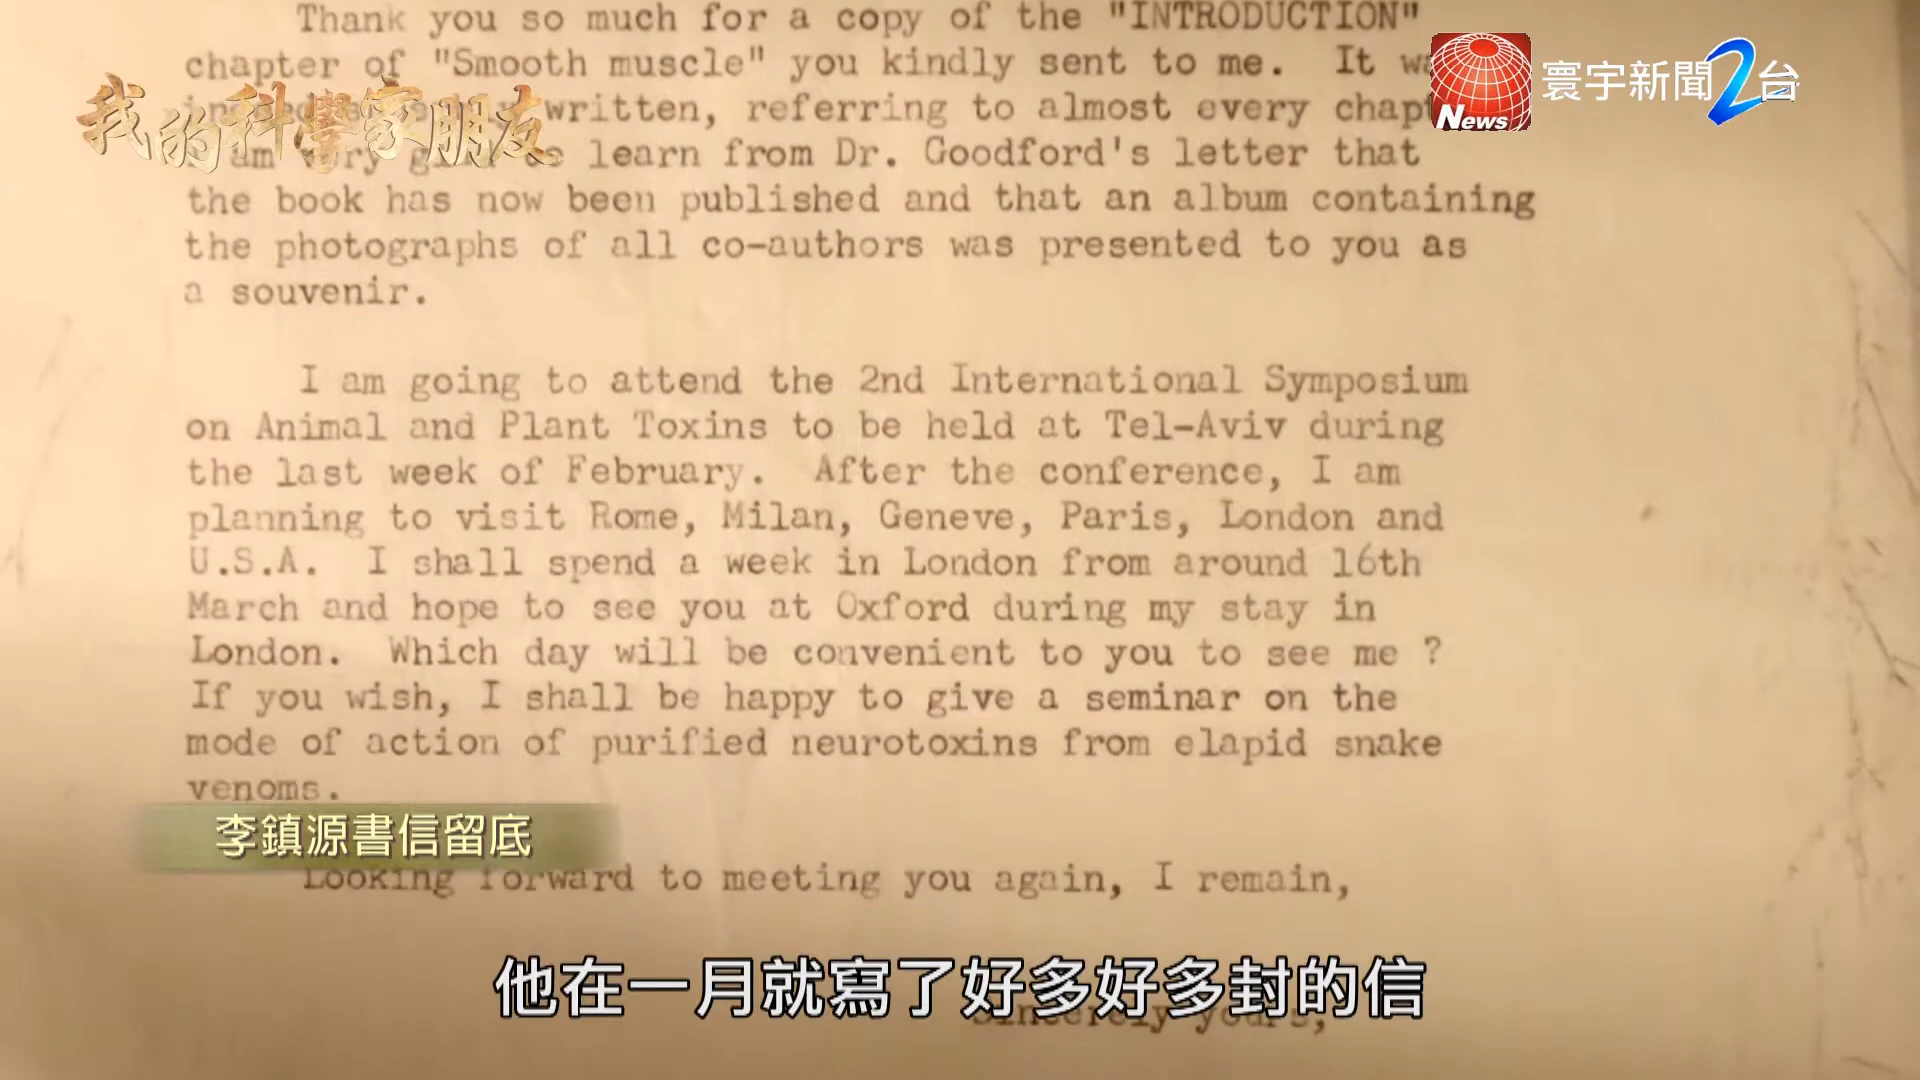 Thank you so much for a copy of the "INTRODUCTION"
chapter of "Smooth muscle" you kindly sent to me. It
written, referring to almost every
learn from Dr. Goodford's letter that
the book has now been published and that an album containing
the photographs of all co-authors was presented to you as
a souvenir.
I am going to attend the 2nd International Symposium
on Animal and Plant Toxins to be held at Tel-Aviv during
the last week of February. After the conference, I am
planning to visit Rome, Milan, Geneve, Paris, London and
U.S.A. I shall spend a week in London from around 16th
March and hope to see you at Oxford during my stay in
London. Which day will be convenient to you to see me ?
If you wish, I shall be happy to give a seminar on the
mode of action of purified neurotoxins from elapid snake
venoms.
Looking forward to meeting you again, I remain,
Sincerely yours,
我的科學家朋友
News
寰宇新聞2台
李鎮源書信留底
他在一月就寫了好多好多封的信